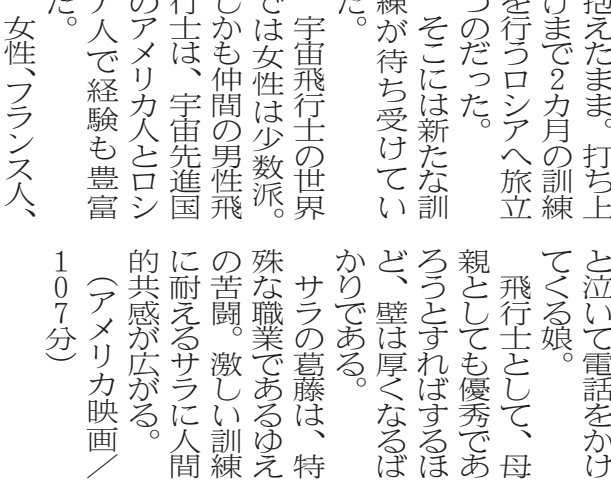 抱えたまま。打ち上
げまで2カ月の訓練
を行うロシアへ旅立
つのだった。
そこには新たな訓
練が待ち受けてい
た。
宇宙飛行士の世界
では女性は少数派。
しかも仲間の男性飛
行士は、宇宙先進国
のアメリカ人とロシ
ア人で経験も豊富
だ。
女性、フランス人、
と泣いて電話をかけ
てくる娘。
飛行士として、母
親としても優秀であ
ろうとすればするほ
ど、壁は厚くなるば
かりである。
サラの葛藤は、特
殊な職業であるゆえ
の苦闘。激しい訓練
に耐えるサラに人間
的共感が広がる。
（アメリカ映画／
107分）